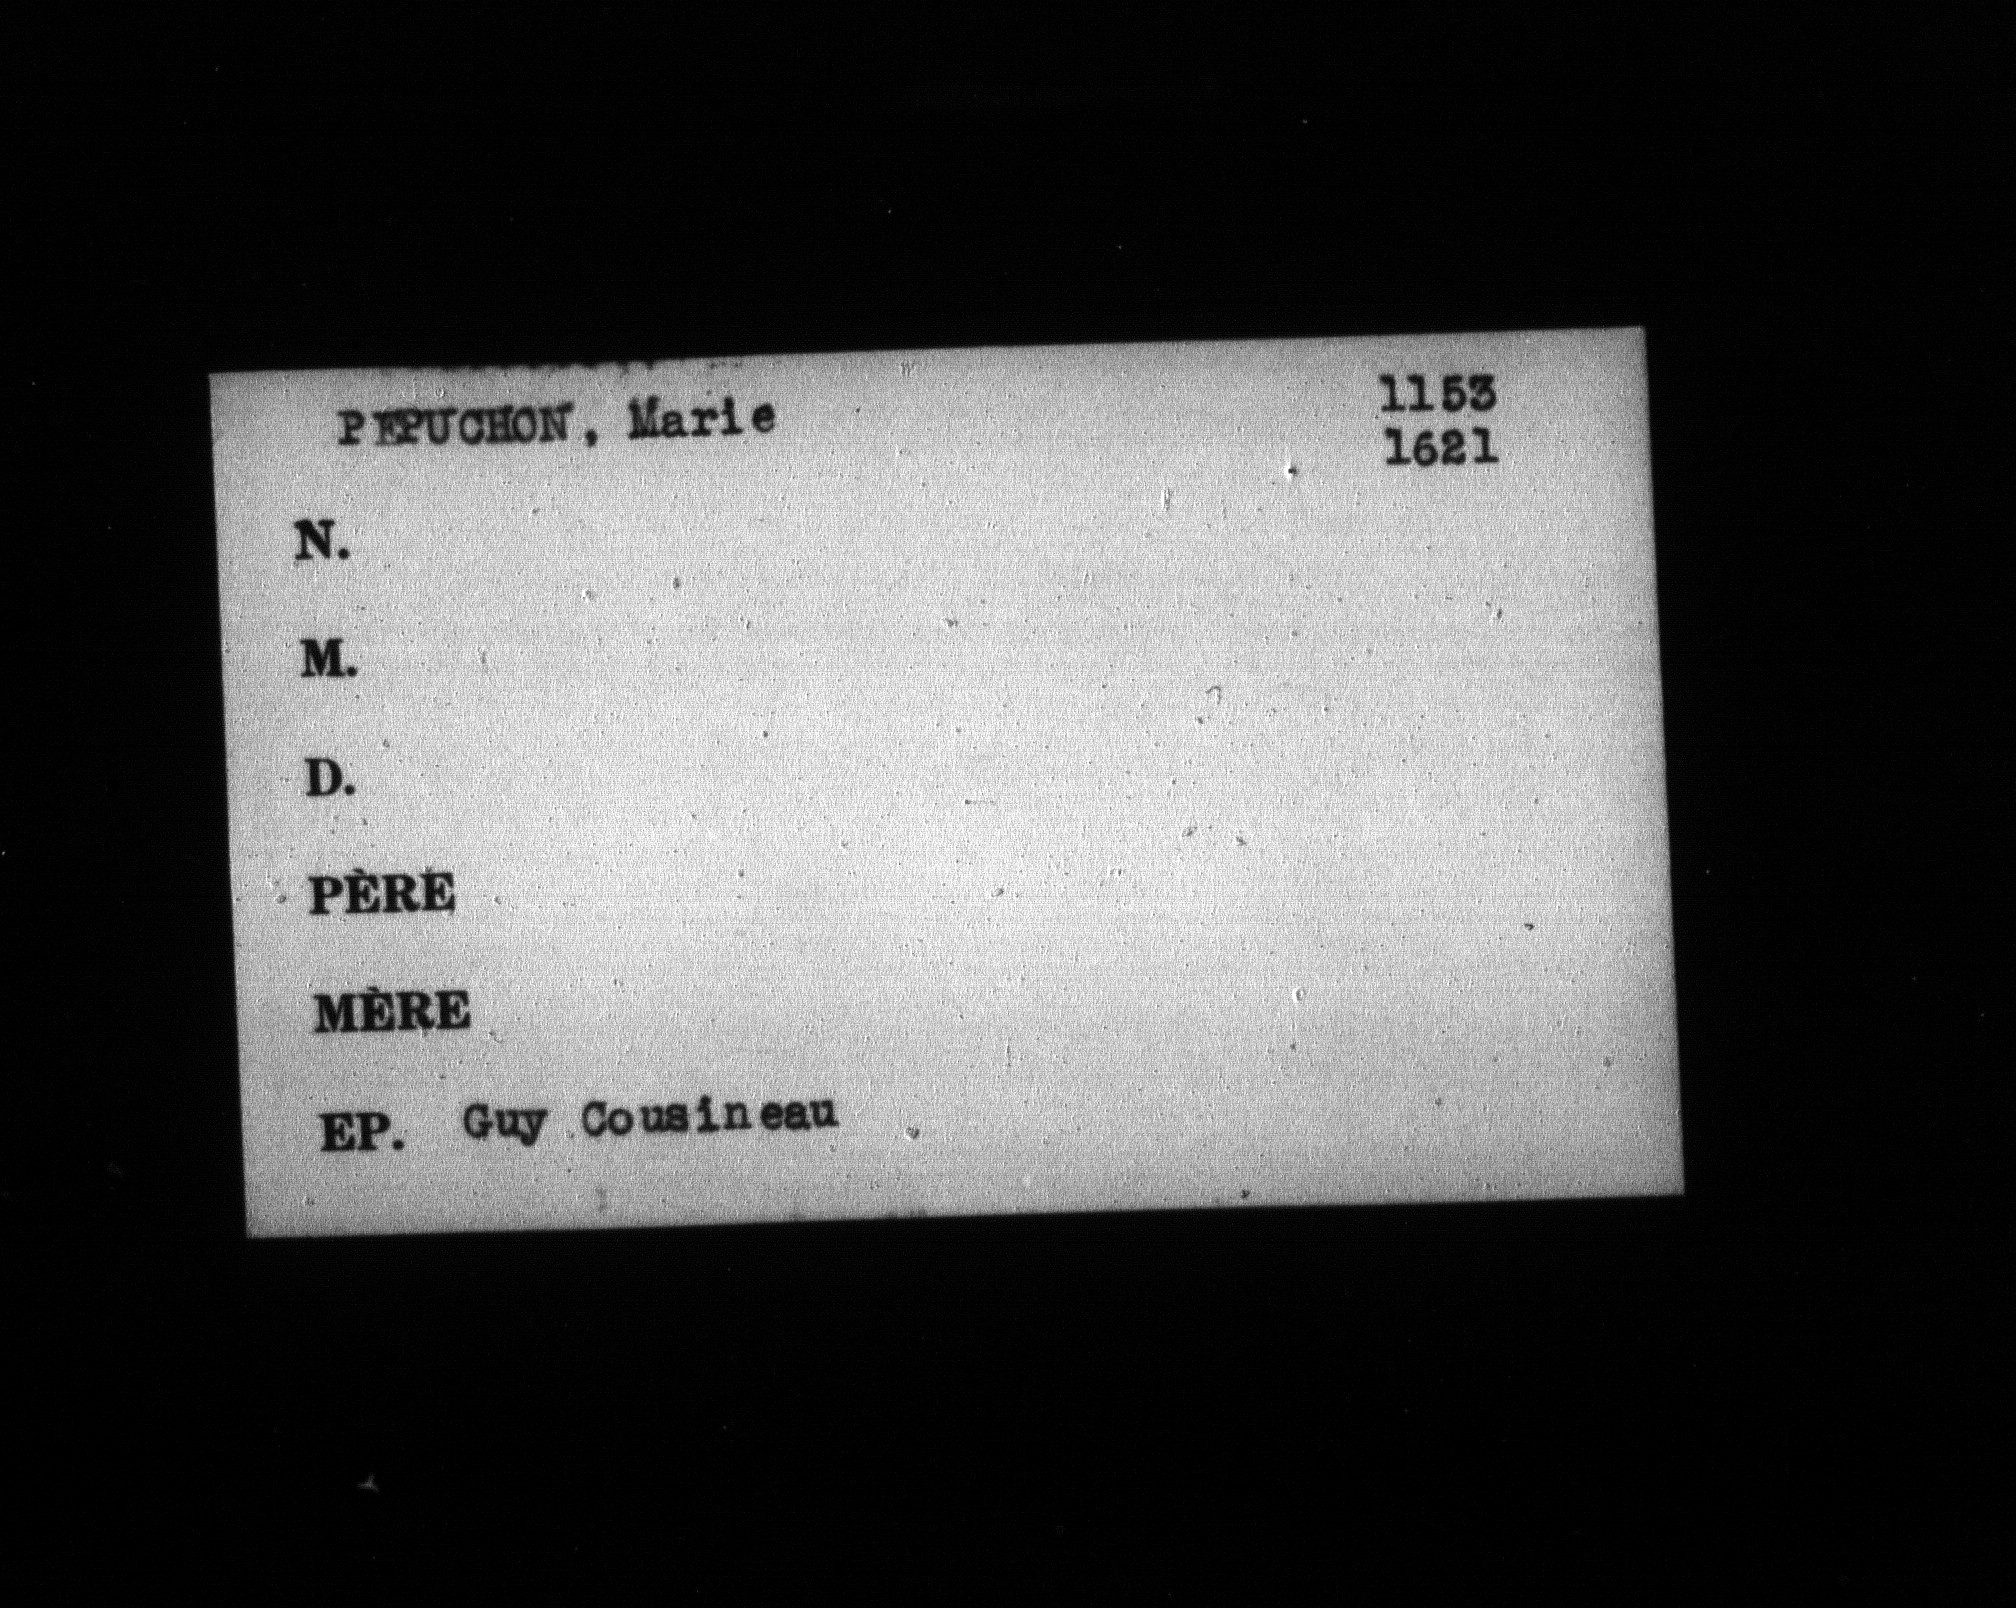 PEPUCHON, Marie
1153
1621
N.
M.
D.
PÈRE
MÈRE
EP. Guy Cousineau